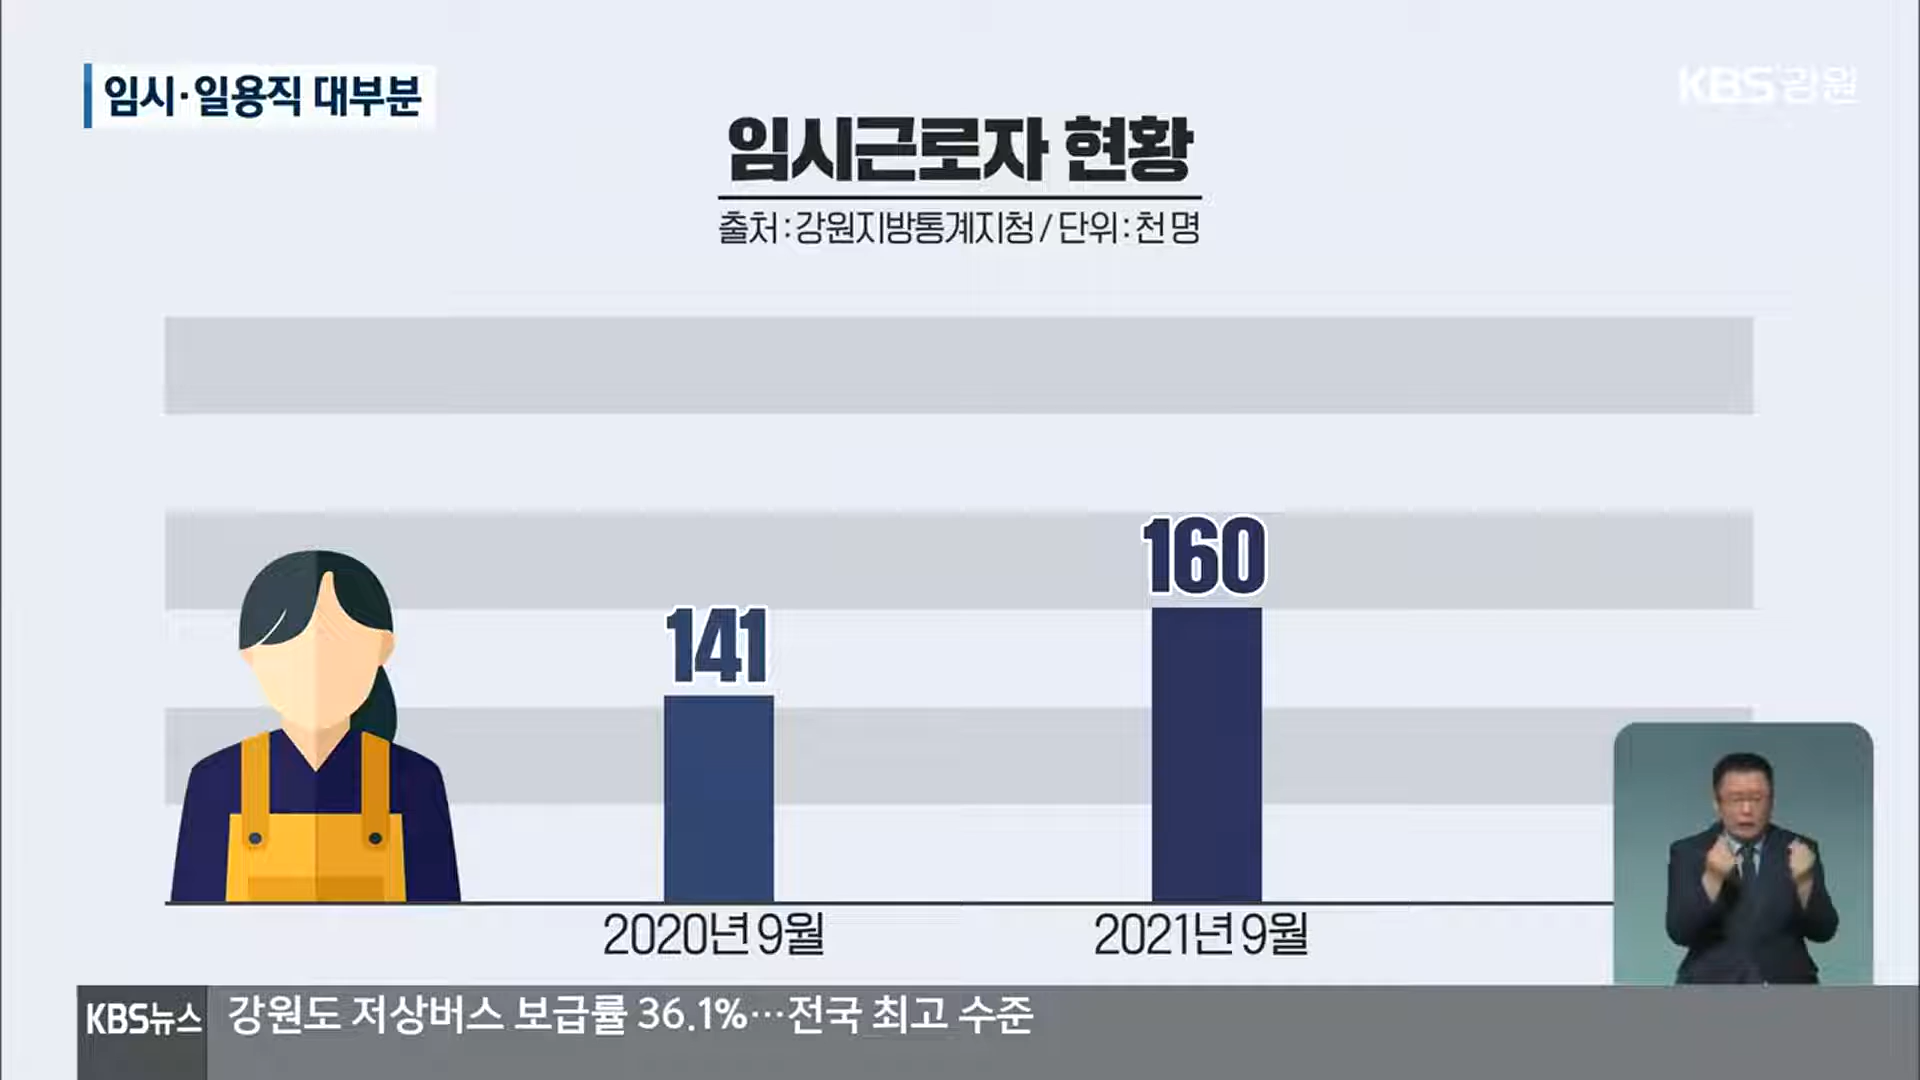 임시·일용직 대부분
KBS 강원
임시근로자 현황
출처 : 강원지방통계지청 / 단위 : 천 명
141
160
2020년 9월
2021년 9월
KBS뉴스
강원도 저상버스 보급률 36.1%…전국 최고 수준